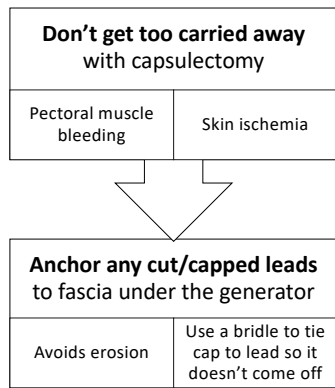 Don’t get too carried away
with capsulectomy
Pectoral muscle
bleeding
Skin ischemia
Anchor any cut/capped leads
to fascia under the generator
Avoids erosion
Use a bridle to tie
cap to lead so it
doesn’t come off